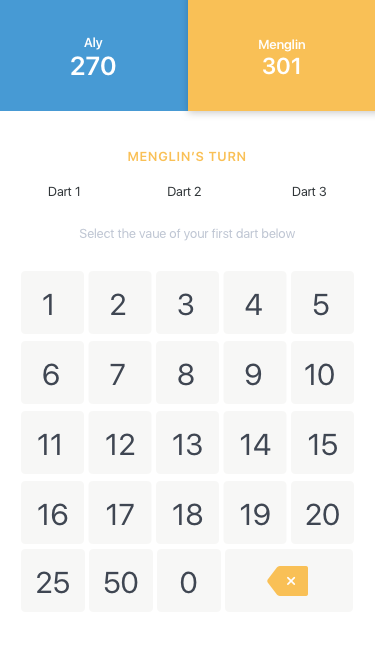 Aly
270
Menglin
301
MENGLIN'S TURN
Dart 1 Dart 2 Dart 3
Select the vaue of your first dart below
1 2 3 4 5
6 7 8 9 10
11 12 13 14 15
16 17 18 19 20
25 50 0 ×